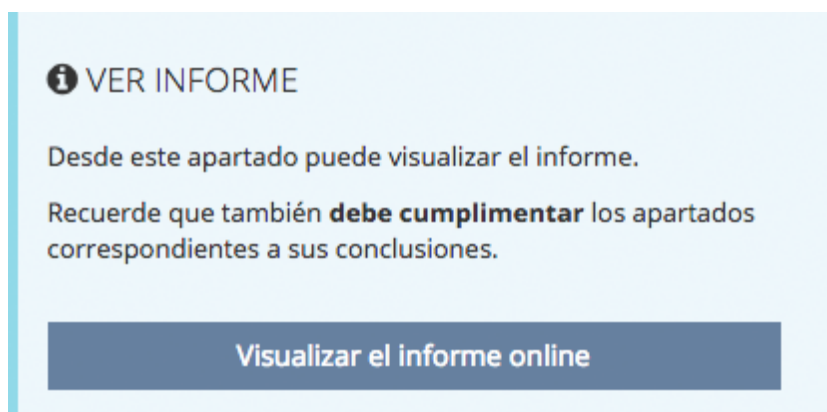 VER INFORME
Desde este apartado puede visualizar el informe.
Recuerde que también debe cumplimentar los apartados
correspondientes a sus conclusiones.
Visualizar el informe online